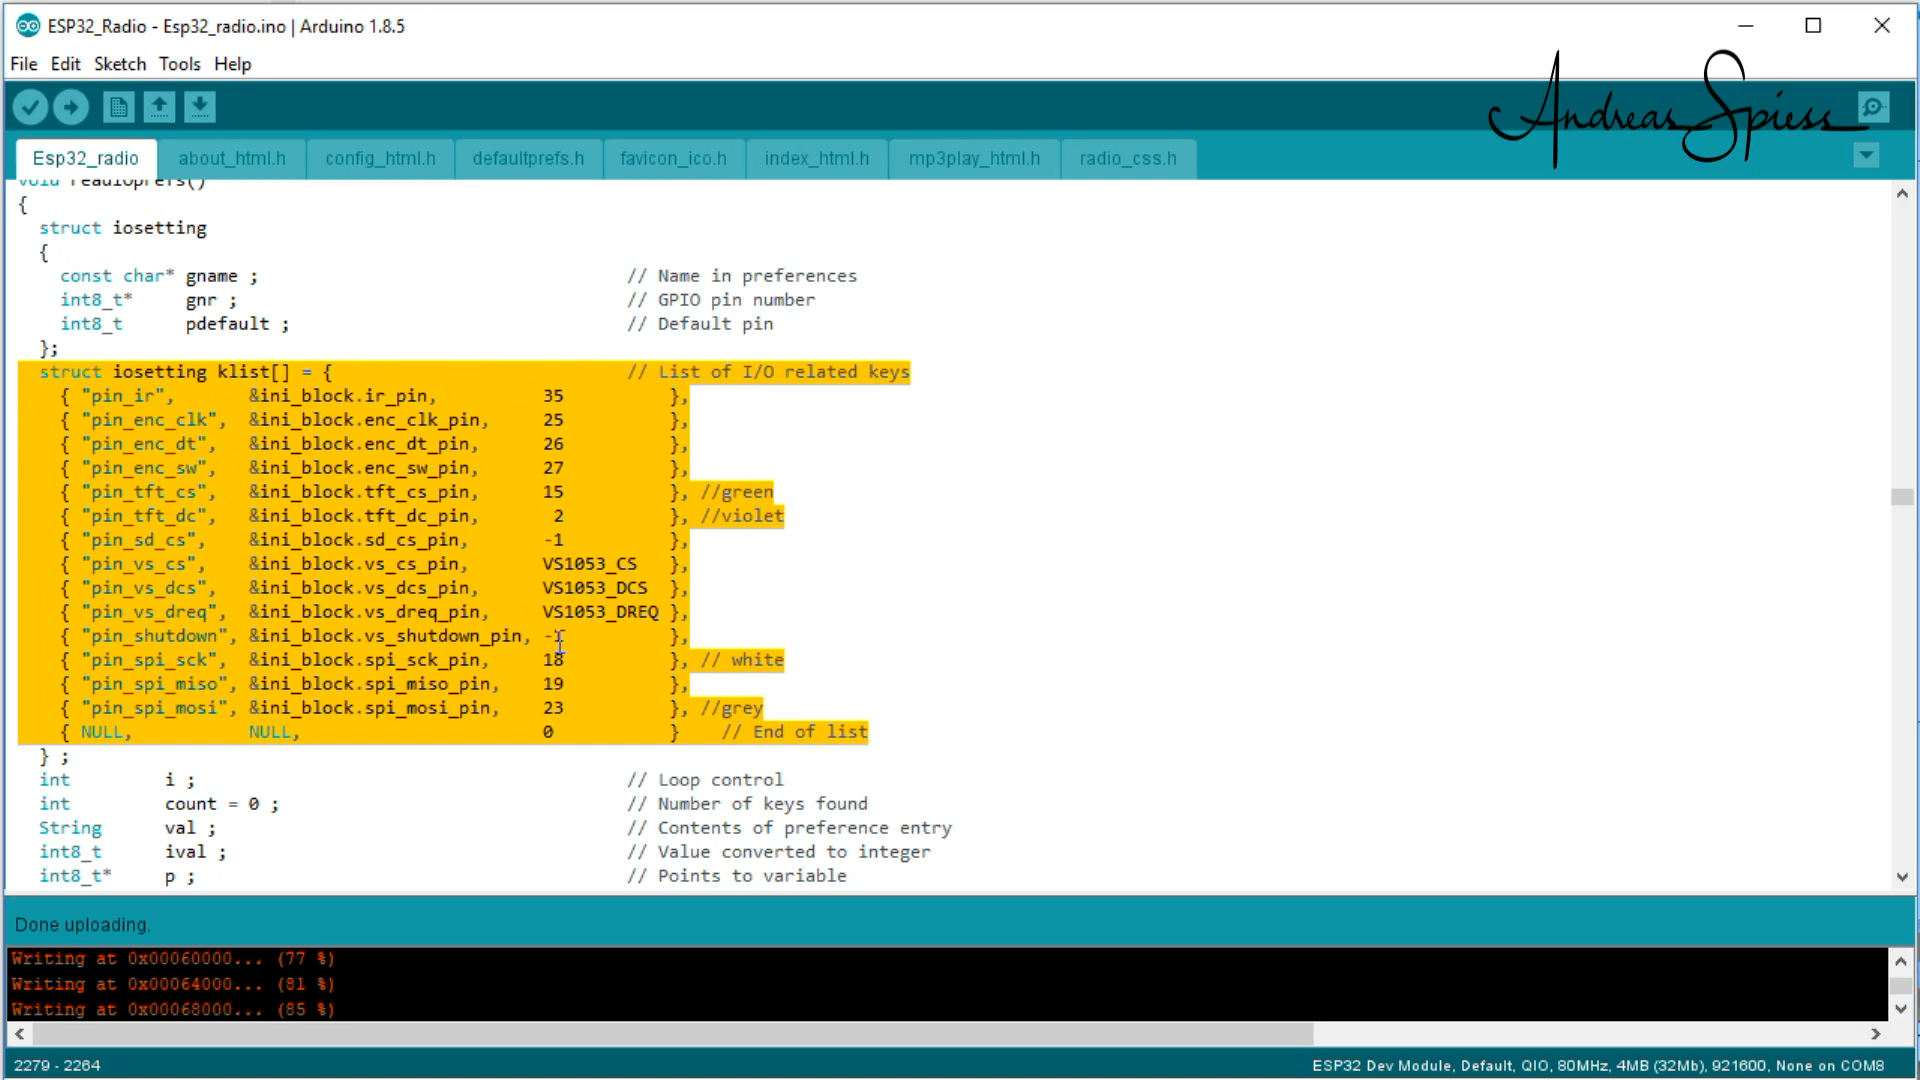 ESP32_Radio - Esp32_radio.ino | Arduino 1.8.5
File Edit Sketch Tools Help
Andreas Spiess
Esp32_radio about_html.h config_html.h defaultprefs.h favicon_ico.h index_html.h mp3play_html.h radio_css.h
void readIOprefs()
{
struct iosetting
{
const char* gname ; // Name in preferences
int8_t* gnr ; // GPIO pin number
int8_t pdefault ; // Default pin
};
struct iosetting klist[] = { // List of I/O related keys
{ "pin_ir", &ini_block.ir_pin, 35 },
{ "pin_enc_clk", &ini_block.enc_clk_pin, 25 },
{ "pin_enc_dt", &ini_block.enc_dt_pin, 26 },
{ "pin_enc_sw", &ini_block.enc_sw_pin, 27 },
{ "pin_tft_cs", &ini_block.tft_cs_pin, 15 }, //green
{ "pin_tft_dc", &ini_block.tft_dc_pin, 2 }, //violet
{ "pin_sd_cs", &ini_block.sd_cs_pin, -1 },
{ "pin_vs_cs", &ini_block.vs_cs_pin, VS1053_CS },
{ "pin_vs_dcs", &ini_block.vs_dcs_pin, VS1053_DCS },
{ "pin_vs_dreq", &ini_block.vs_dreq_pin, VS1053_DREQ },
{ "pin_shutdown", &ini_block.vs_shutdown_pin, -1 },
{ "pin_spi_sck", &ini_block.spi_sck_pin, 18 }, // white
{ "pin_spi_miso", &ini_block.spi_miso_pin, 19 },
{ "pin_spi_mosi", &ini_block.spi_mosi_pin, 23 }, //grey
{ NULL, NULL, 0 } // End of list
} ;
int i ; // Loop control
int count = 0 ; // Number of keys found
String val ; // Contents of preference entry
int8_t ival ; // Value converted to integer
int8_t* p ; // Points to variable
Done uploading.
Writing at 0x00060000... (77 %)
Writing at 0x00064000... (81 %)
Writing at 0x00068000... (85 %)
2279 - 2264 ESP32 Dev Module, Default, QIO, 80MHz, 4MB (32Mb), 921600, None on COM8